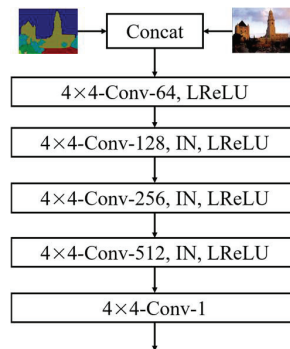 Concat
4×4-Conv-64, LReLU
4×4-Conv-128, IN, LReLU
4×4-Conv-256, IN, LReLU
4×4-Conv-512, IN, LReLU
4×4-Conv-1